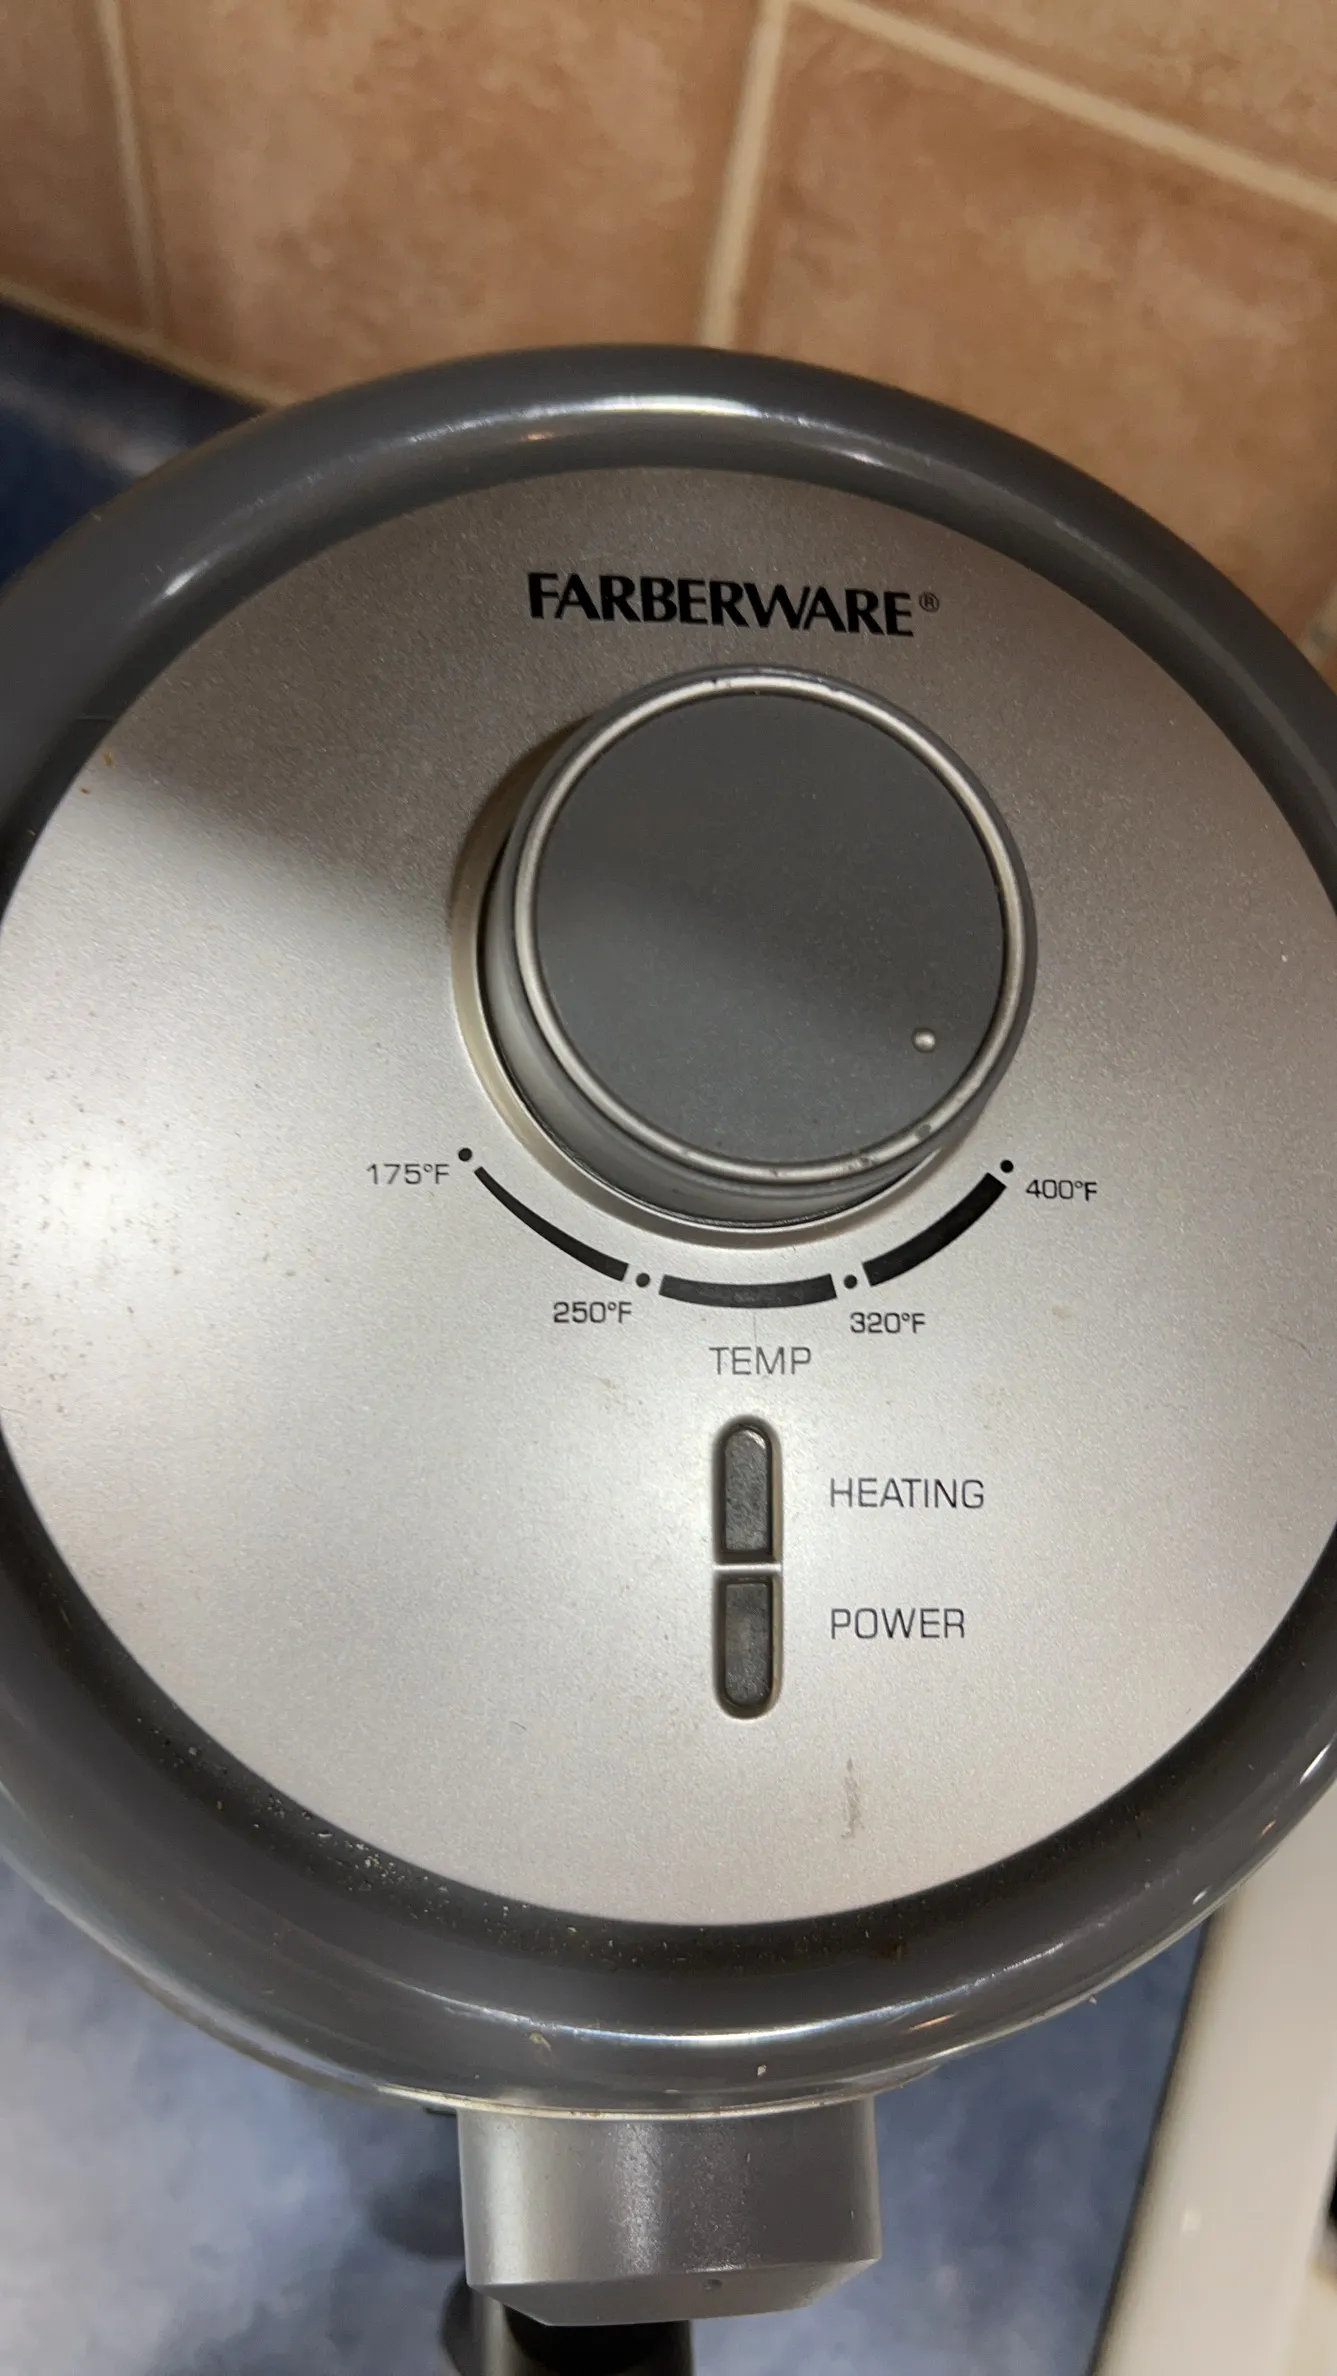 FARBERWARE®
175°F
400°F
250°F
320°F
TEMP
HEATING
POWER